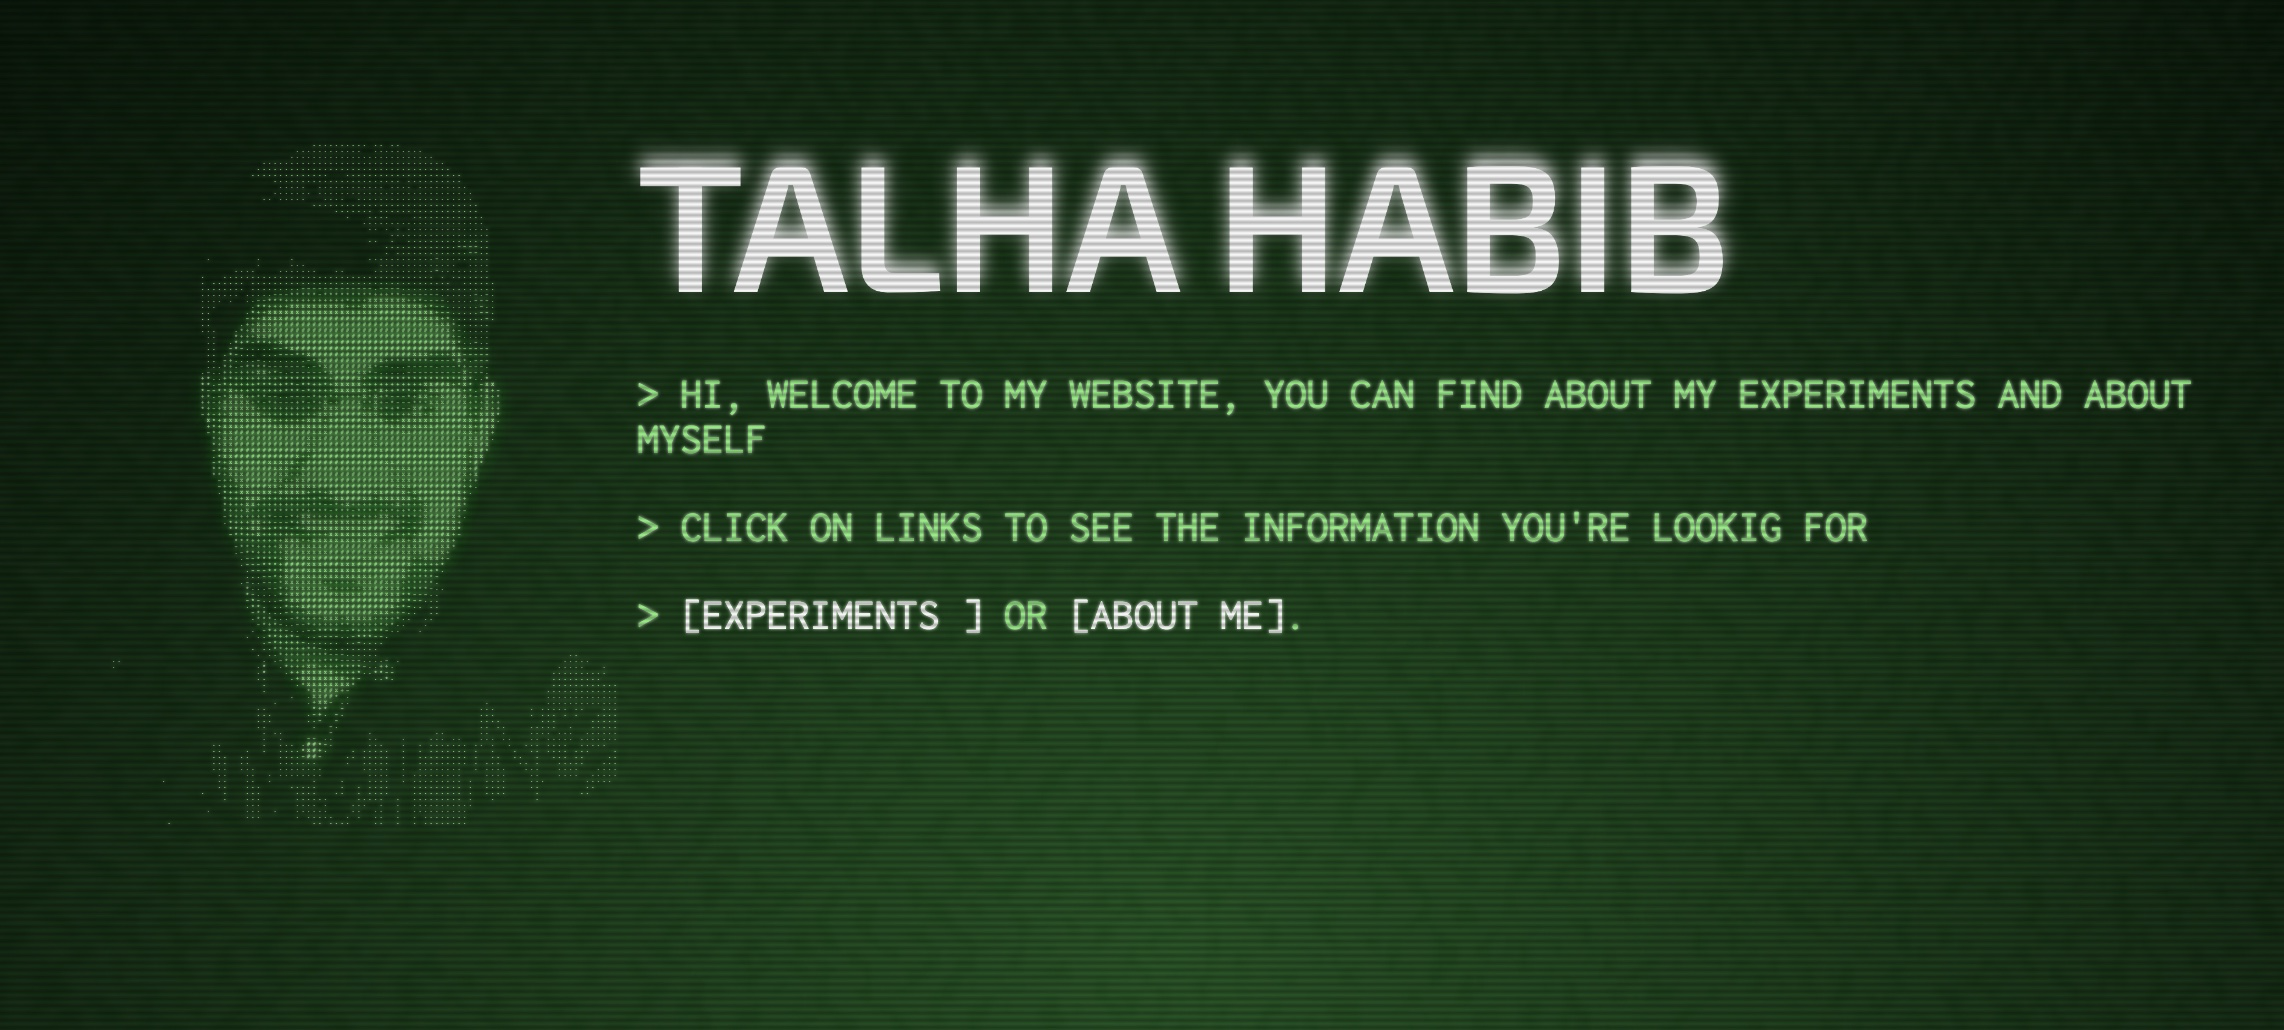 TALHA HABIB
> HI, WELCOME TO MY WEBSITE, YOU CAN FIND ABOUT MY EXPERIMENTS AND ABOUT
MYSELF
> CLICK ON LINKS TO SEE THE INFORMATION YOU'RE LOOKIG FOR
> [EXPERIMENTS ] OR [ABOUT ME].